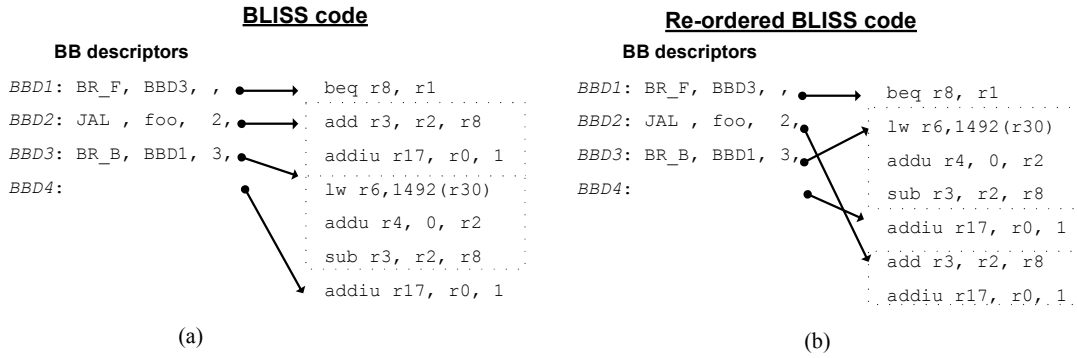 BLISS code
BB descriptors
BBD1: BR_F, BBD3, ,
BBD2: JAL , foo, 2,
BBD3: BR_B, BBD1, 3,
BBD4:
beq r8, r1
add r3, r2, r8
addiu r17, r0, 1
lw r6,1492(r30)
addu r4, 0, r2
sub r3, r2, r8
addiu r17, r0, 1
(a)
Re-ordered BLISS code
BB descriptors
BBD1: BR_F, BBD3, ,
BBD2: JAL , foo, 2,
BBD3: BR_B, BBD1, 3,
BBD4:
beq r8, r1
lw r6,1492(r30)
addu r4, 0, r2
sub r3, r2, r8
addiu r17, r0, 1
add r3, r2, r8
addiu r17, r0, 1
(b)